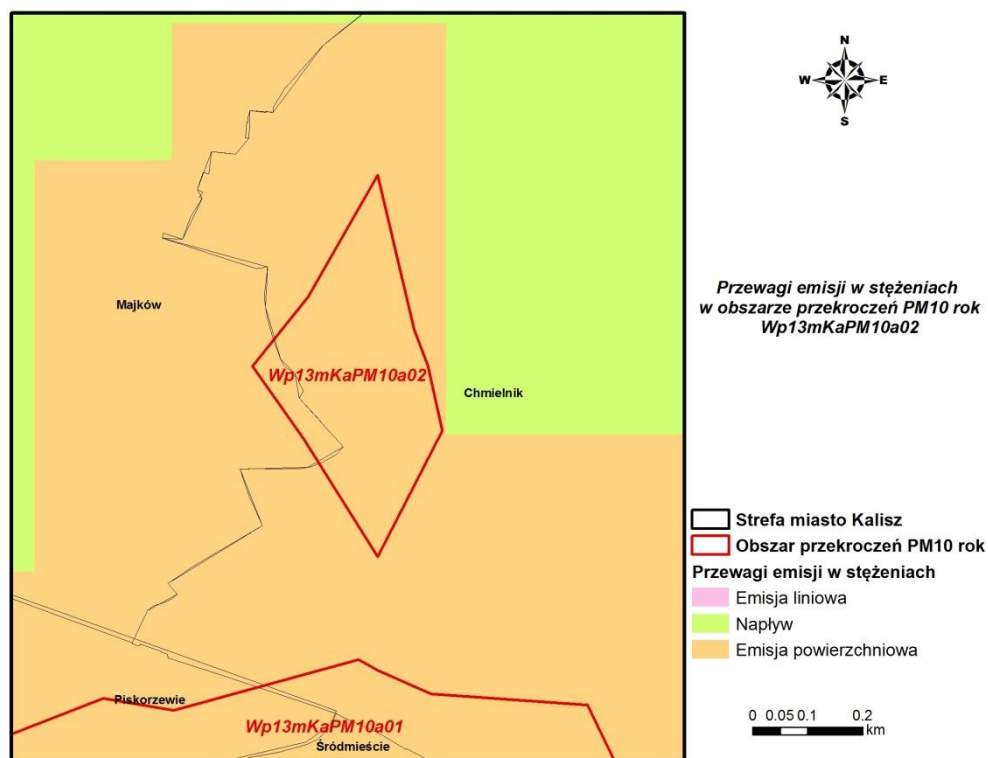 N
W E
S
Przewagi emisji w stężeniach
w obszarze przekroczeń PM10 rok
Wp13mKaPM10a02
Majków
Wp13mKaPM10a02
Chmielnik
Piskorzewie
Wp13mKaPM10a01
Śródmieście
Strefa miasto Kalisz
Obszar przekroczeń PM10 rok
Przewagi emisji w stężeniach
Emisja liniowa
Napływ
Emisja powierzchniowa
0 0.05 0.1 0.2
km